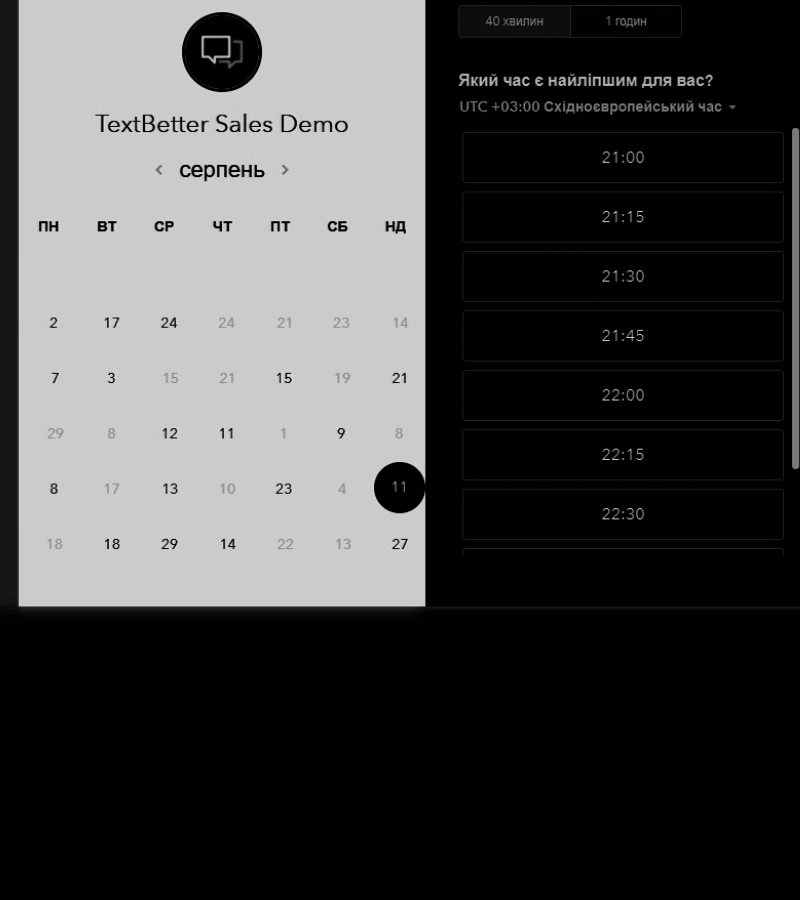 TextBetter Sales Demo
серпень
ПН ВТ СР ЧТ ПТ СБ НД
2 17 24 24 21 23 14
7 3 15 21 15 19 21
29 8 12 11 1 9 8
8 17 13 10 23 4 11
18 18 29 14 22 13 27
40 хвилин 1 годин
Який час є найліпшим для вас?
UTC +03:00 Східноєвропейський час
21:00
21:15
21:30
21:45
22:00
22:15
22:30